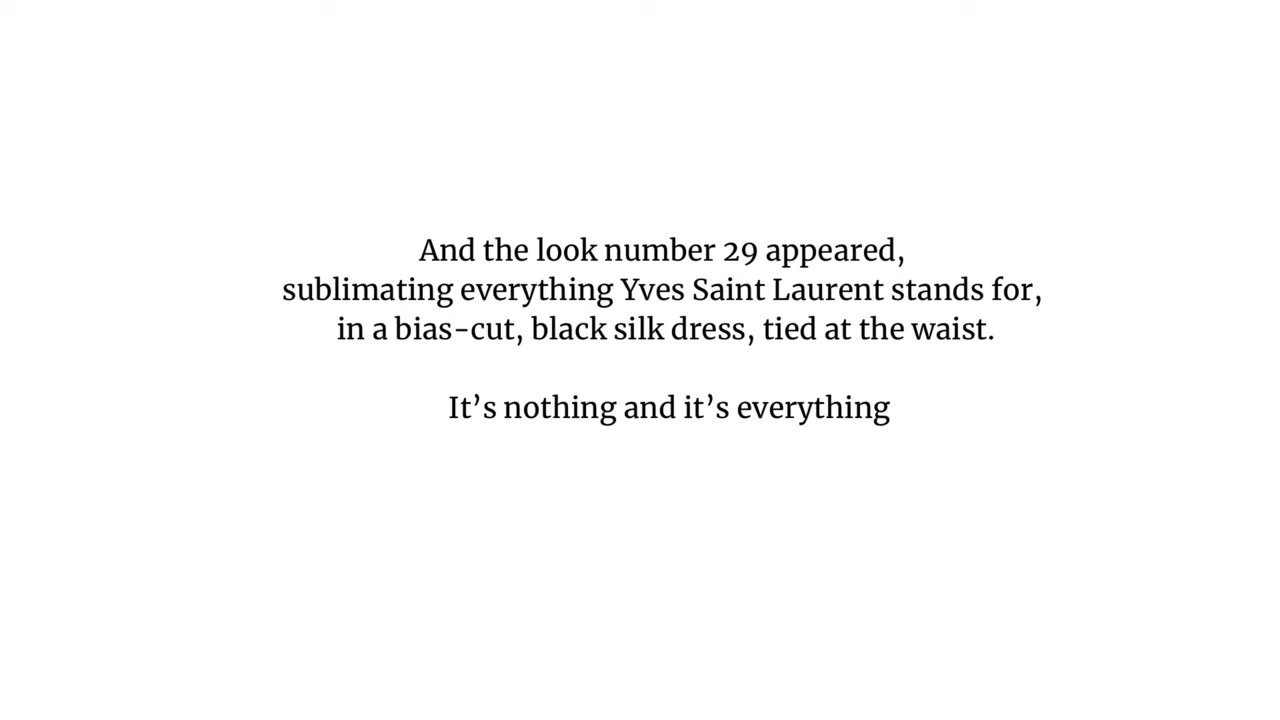 And the look number 29 appeared,
sublimating everything Yves Saint Laurent stands for,
in a bias-cut, black silk dress, tied at the waist.
It’s nothing and it’s everything